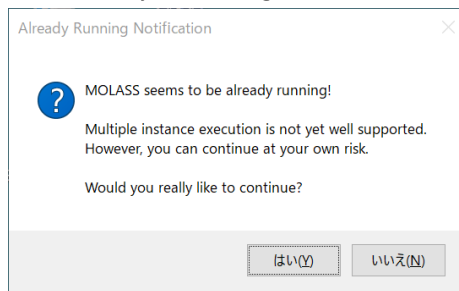 Already Running Notification
?
MOLASS seems to be already running!
Multiple instance execution is not yet well supported.
However, you can continue at your own risk.
Would you really like to continue?
はい(Y)
いいえ(N)